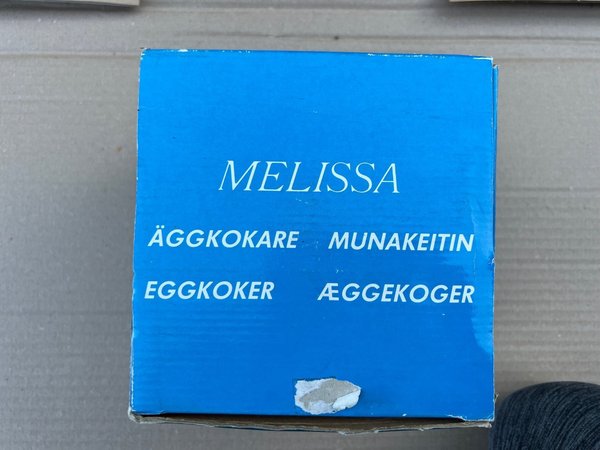 MELISSA
ÄGGKOKARE MUNAKEITIN
EGGKOKER ÆGGEKOGER